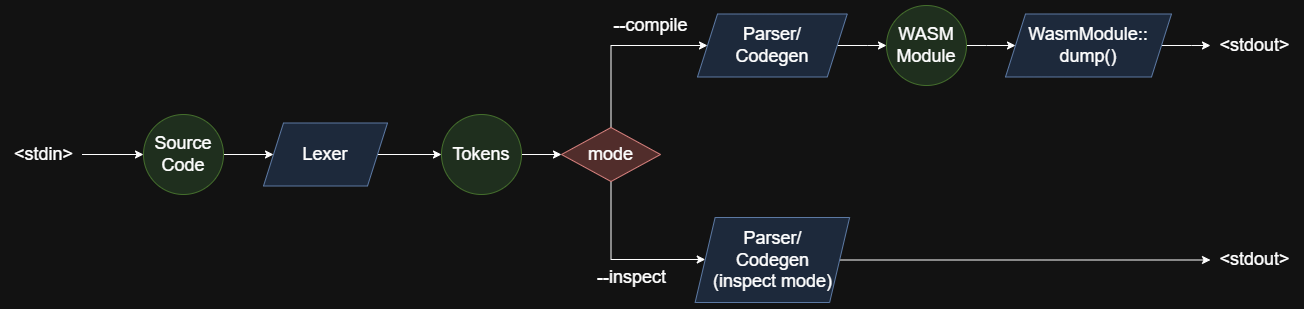 --compile
Parser/
Codegen
WASM
Module
WasmModule::
dump()
<stdout>
<stdin>
Source
Code
Lexer
Tokens
mode
--inspect
Parser/
Codegen
(inspect mode)
<stdout>